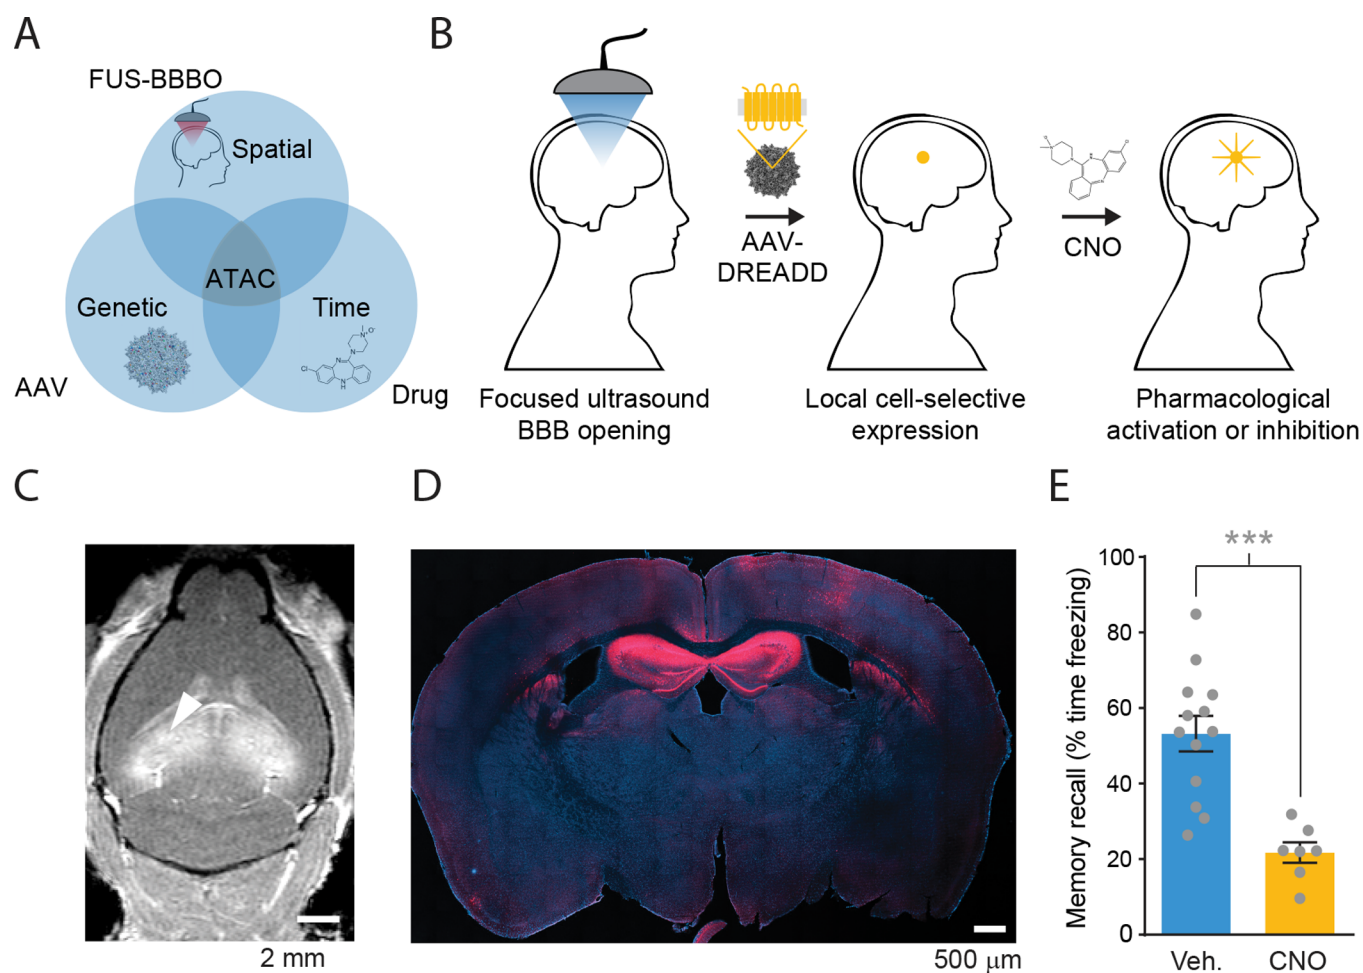 A
FUS-BBBO
Spatial
ATAC
Genetic
Time
AAV
Drug
B
AAV-
DREADD
CNO
Focused ultrasound
BBB opening
Local cell-selective
expression
Pharmacological
activation or inhibition
C
2 mm
D
500 µm
E
***
Memory recall (% time freezing)
100
80
60
40
20
0
Veh.
CNO